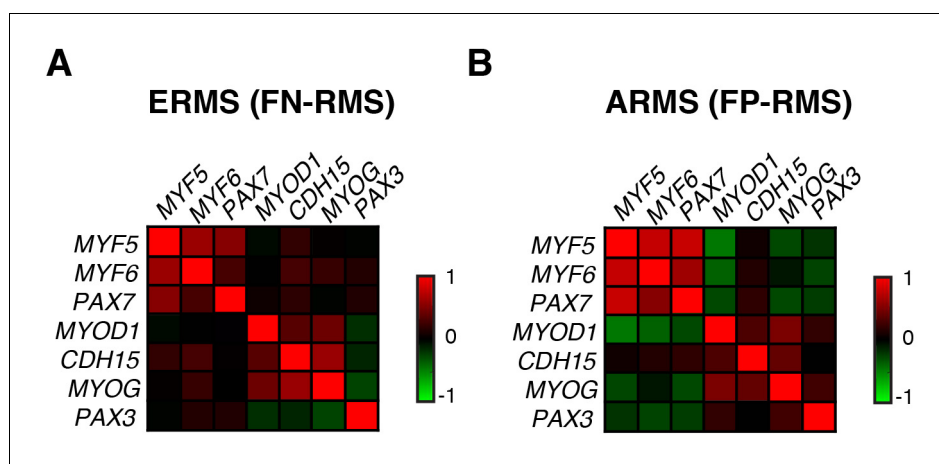 A
ERMS (FN-RMS)
MYF5 MYF6 PAX7 MYOD1 CDH15 MYOG PAX3
MYF5
MYF6
PAX7
MYOD1
CDH15
MYOG
PAX3
1
0
-1
B
ARMS (FP-RMS)
MYF5 MYF6 PAX7 MYOD1 CDH15 MYOG PAX3
MYF5
MYF6
PAX7
MYOD1
CDH15
MYOG
PAX3
1
0
-1